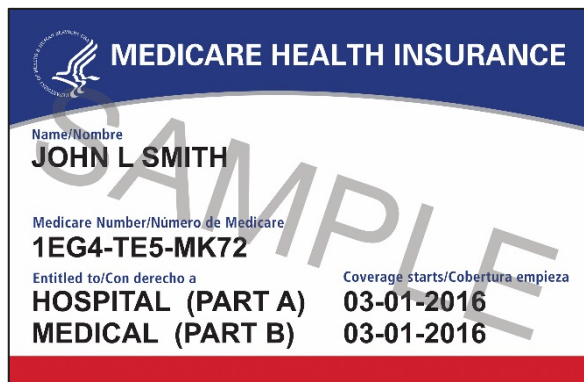 MEDICARE HEALTH INSURANCE
Name/Nombre
JOHN L SMITH
Medicare Number/Número de Medicare
1EG4-TE5-MK72
Entitled to/Con derecho a
Coverage starts/Cobertura empieza
HOSPITAL (PART A) 03-01-2016
MEDICAL (PART B) 03-01-2016
SAMPLE